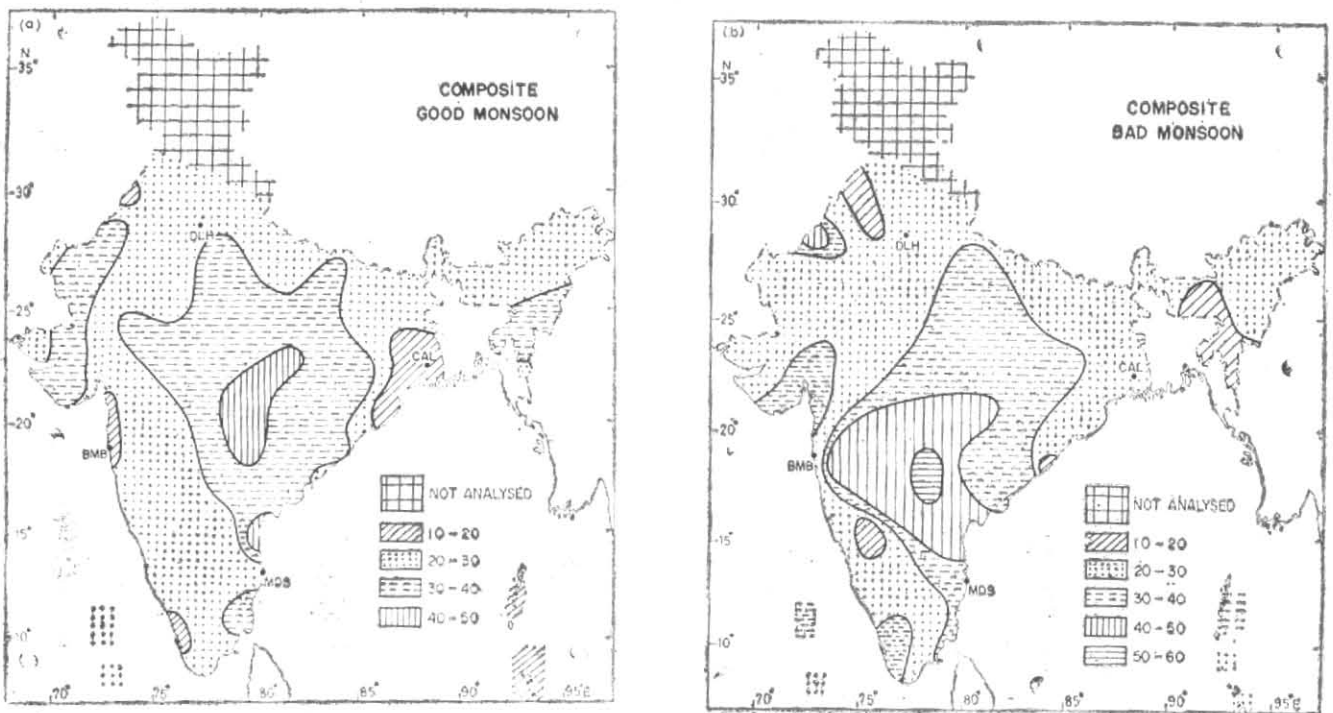 (a)
N
35°
30°
25°
20°
15°
10°
COMPOSITE
GOOD MONSOON
DLH
CAL
BMB
MDS
NOT ANALYSED
10-20
20-30
30-40
40-50
70°
75°
80°
85°
90°
95°E
(b)
N
35°
30°
25°
20°
15°
10°
COMPOSITE
BAD MONSOON
DLH
CAL
BMB
MDS
NOT ANALYSED
10-20
20-30
30-40
40-50
50-60
70°
75°
80°
85°
90°
95°E